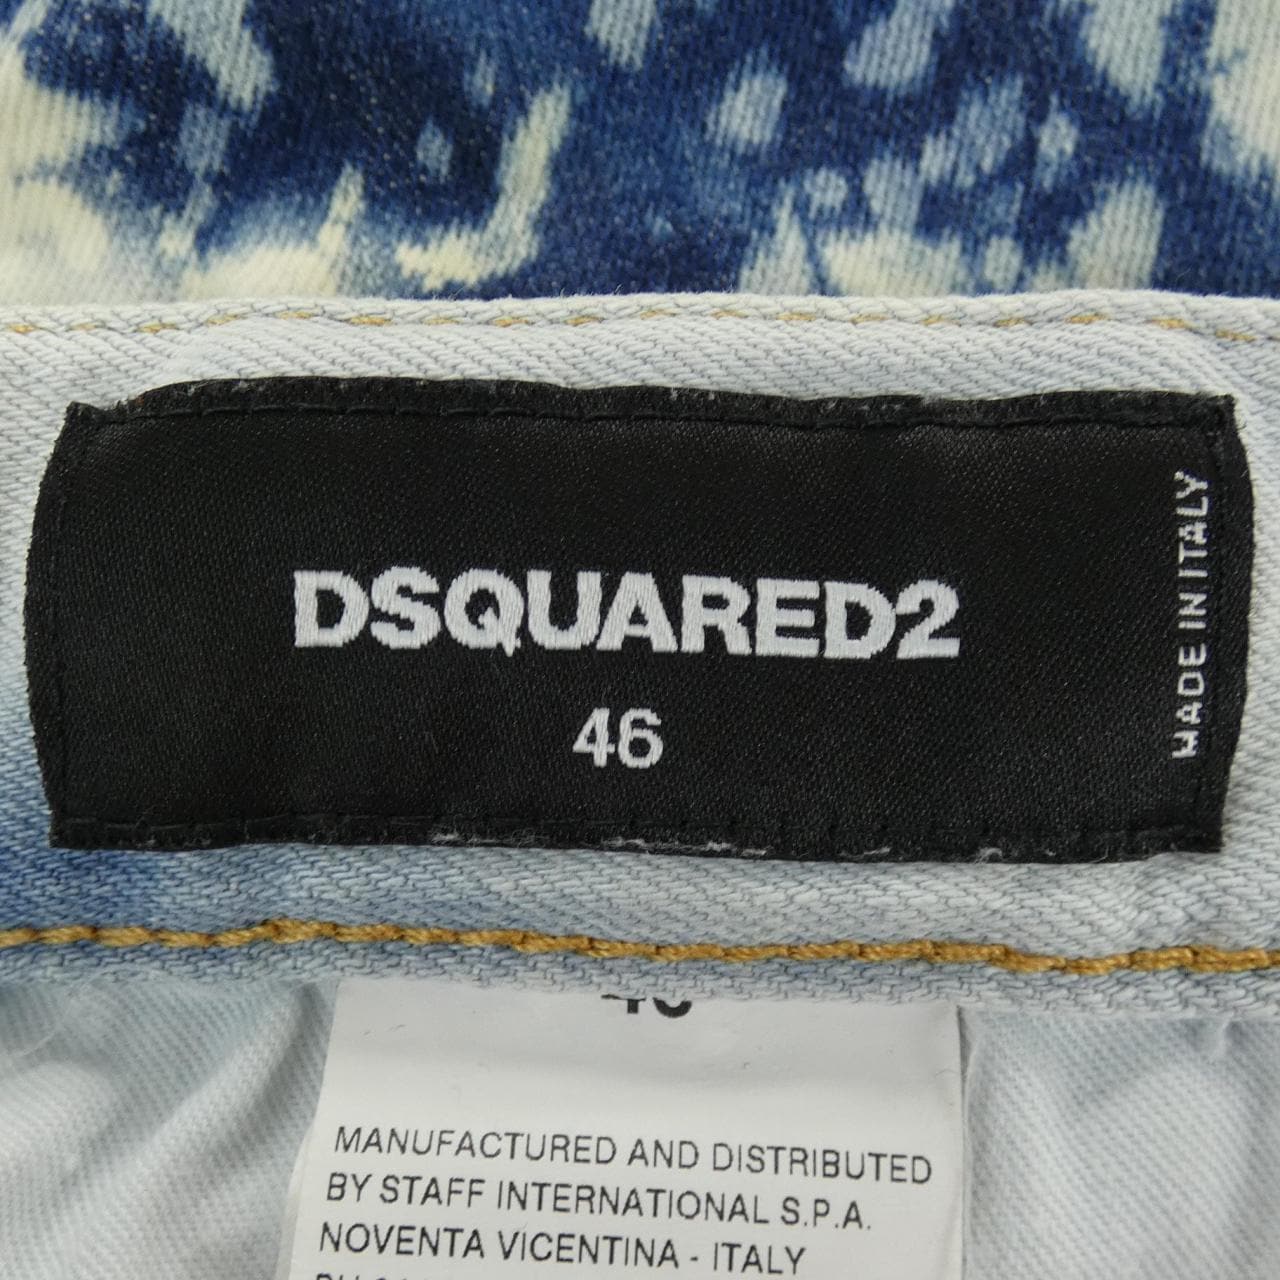 DSQUARED2
46
MADE IN ITALY
MANUFACTURED AND DISTRIBUTED
BY STAFF INTERNATIONAL S.P.A.
NOVENTA VICENTINA - ITALY